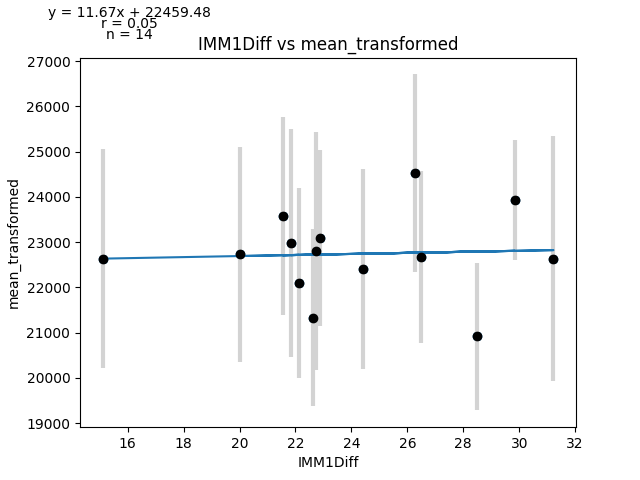 y = 11.67x + 22459.48
r = 0.05
n = 14
IMM1Diff vs mean_transformed
27000
26000
25000
24000
23000
22000
21000
20000
19000
mean_transformed
16 18 20 22 24 26 28 30 32
IMM1Diff